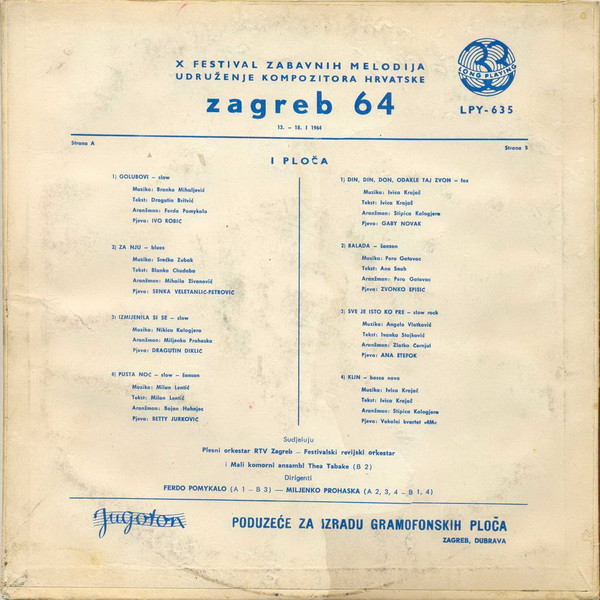 X FESTIVAL ZABAVNIH MELODIJA
UDRUŽENJE KOMPOZITORA HRVATSKE
zagreb 64
13. – 18. I 1964
33
LONG PLAYING
LPY-635
Strana A
Strana B
I PLOČA
1) GOLUBOVI – slow
Muzika: Branko Mihaljević
Tekst: Dragutin Britvić
Aranžman: Ferdo Pomykalo
Pjeva: IVO ROBIĆ
2) ZA NJU – blues
Muzika: Srećko Zubak
Tekst: Blanka Chudoba
Aranžman: Mihailo Živanović
Pjeva: SENKA VELETANLIĆ-PETROVIĆ
3) IZMIJENILA SI SE – slow
Muzika: Nikica Kalogjera
Aranžman: Miljenko Prohaska
Pjeva: DRAGUTIN DIKLIĆ
4) PUSTA NOĆ – slow – šanson
Muzika: Milan Lentić
Tekst: Milan Lentić
Aranžman: Bojan Hohnjec
Pjeva: BETTY JURKOVIĆ
1) DIN, DIN, DON, ODAKLE TAJ ZVON – fox
Muzika: Ivica Krajač
Tekst: Ivica Krajač
Aranžman: Stipica Kalogjera
Pjeva: GABY NOVAK
2) BALADA – šanson
Muzika: Pero Gotovac
Tekst: Ana Snuh
Aranžman: Pero Gotovac
Pjeva: ZVONKO EPIŠIĆ
3) SVE JE ISTO KO PRE – slow rock
Muzika: Angelo Vlatković
Tekst: Ivanka Stojković
Aranžman: Zlatko Černjul
Pjeva: ANA ŠTEFOK
4) KLIN – bossa nova
Muzika: Ivica Krajač
Tekst: Ivica Krajač
Aranžman: Stipica Kalogjera
Pjeva: Vokalni kvartet »4M«
Sudjeluju
Plesni orkestar RTV Zagreb – Festivalski revijski orkestar
i Mali komorni ansambl Thea Tabake (B 2)
Dirigenti
FERDO POMYKALO (A 1 – B 3) — MILJENKO PROHASKA (A 2, 3, 4 – B 1, 4)
Jugoton
PODUZEĆE ZA IZRADU GRAMOFONSKIH PLOČA
ZAGREB, DUBRAVA